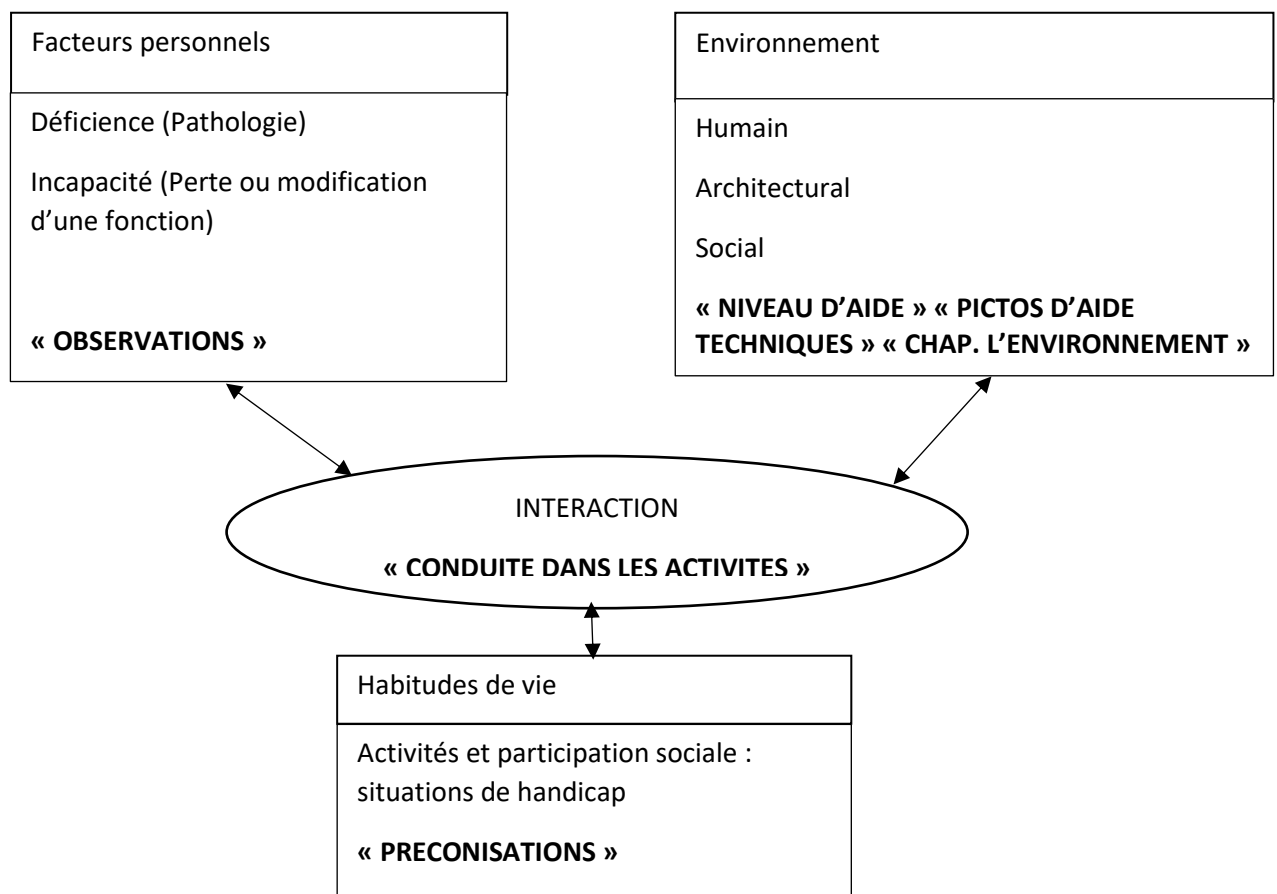 Facteurs personnels
Déficience (Pathologie)
Incapacité (Perte ou modification
d’une fonction)
« OBSERVATIONS »
Environnement
Humain
Architectural
Social
« NIVEAU D’AIDE » « PICTOS D’AIDE
TECHNIQUES » « CHAP. L’ENVIRONNEMENT »
INTERACTION
« CONDUITE DANS LES ACTIVITES »
Habitudes de vie
Activités et participation sociale :
situations de handicap
« PRECONISATIONS »